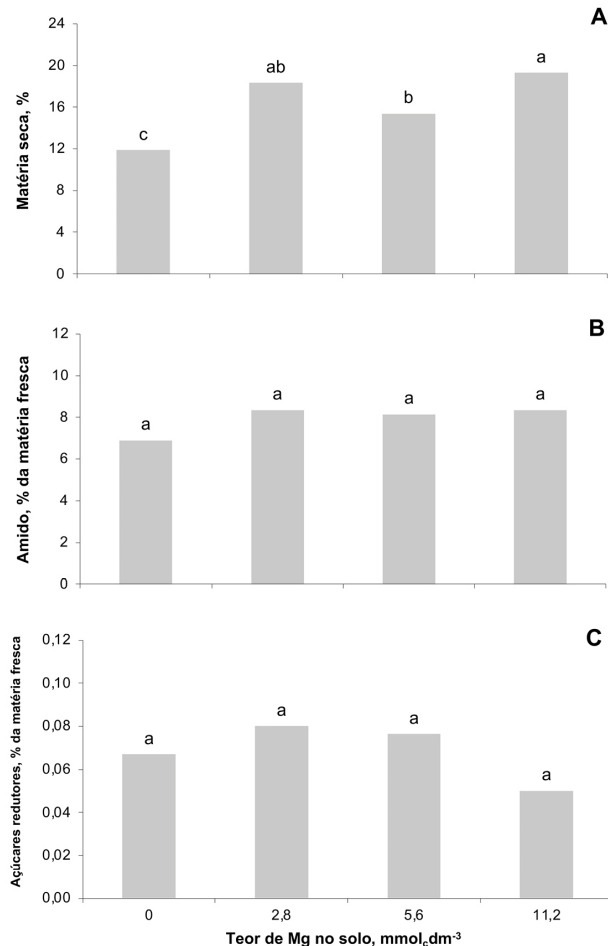 A
Matéria seca, %
24
20
16
12
8
4
0
c
ab
b
a
B
Amido, % da matéria fresca
12
10
8
6
4
2
0
a
a
a
a
C
Açúcares redutores, % da matéria fresca
0,12
0,10
0,08
0,06
0,04
0,02
0,00
a
a
a
a
0 2,8 5,6 11,2
Teor de Mg no solo, mmolcdm-3